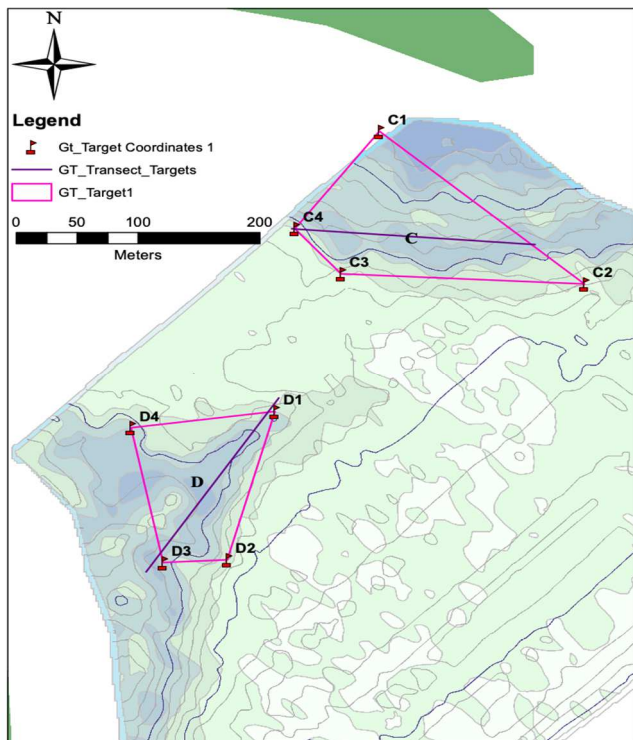 N
Legend
Gt_Target Coordinates 1
GT_Transect_Targets
GT_Target1
0 50 100 200
Meters
C1
C4
C
C3
C2
D1
D4
D
D3
D2